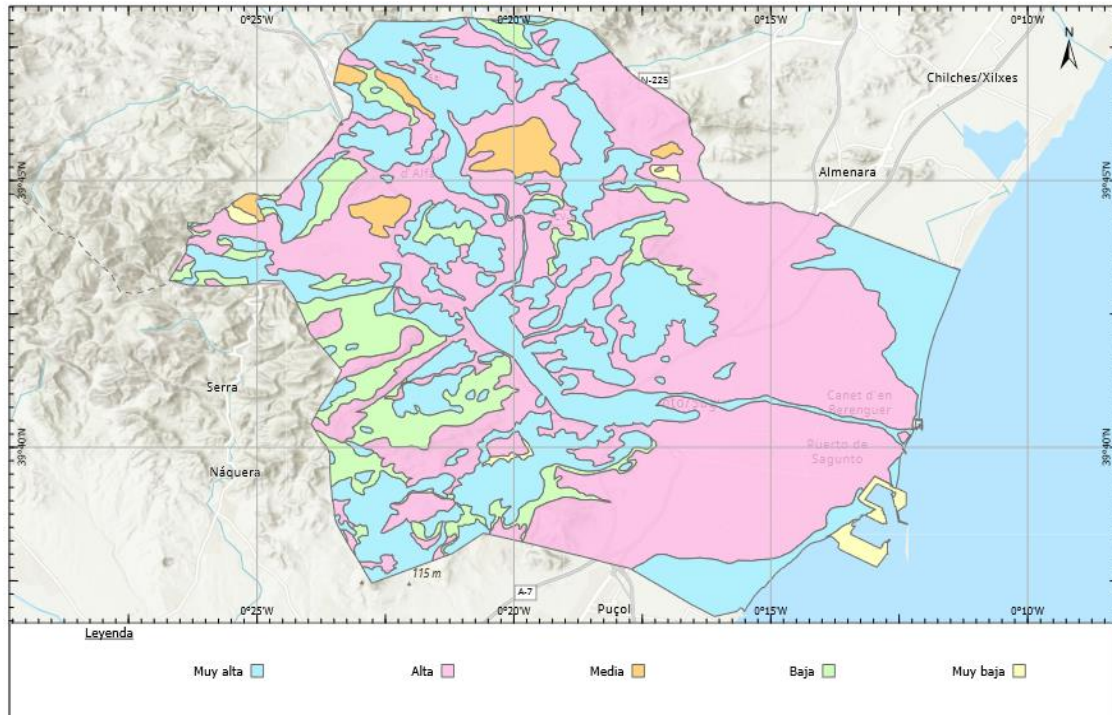 0°25'W 0°20'W 0°15'W 0°10'W
N
N-225
Chilches/Xilxes
Almenara
39°45'N 39°45'N
Serra
Canet d'en
Berenguer
39°40'N 39°40'N
Puerto de
Sagunto
Náquera
115 m
A-7
Puçol
0°25'W 0°20'W 0°15'W 0°10'W
Leyenda
Muy alta Alta Media Baja Muy baja